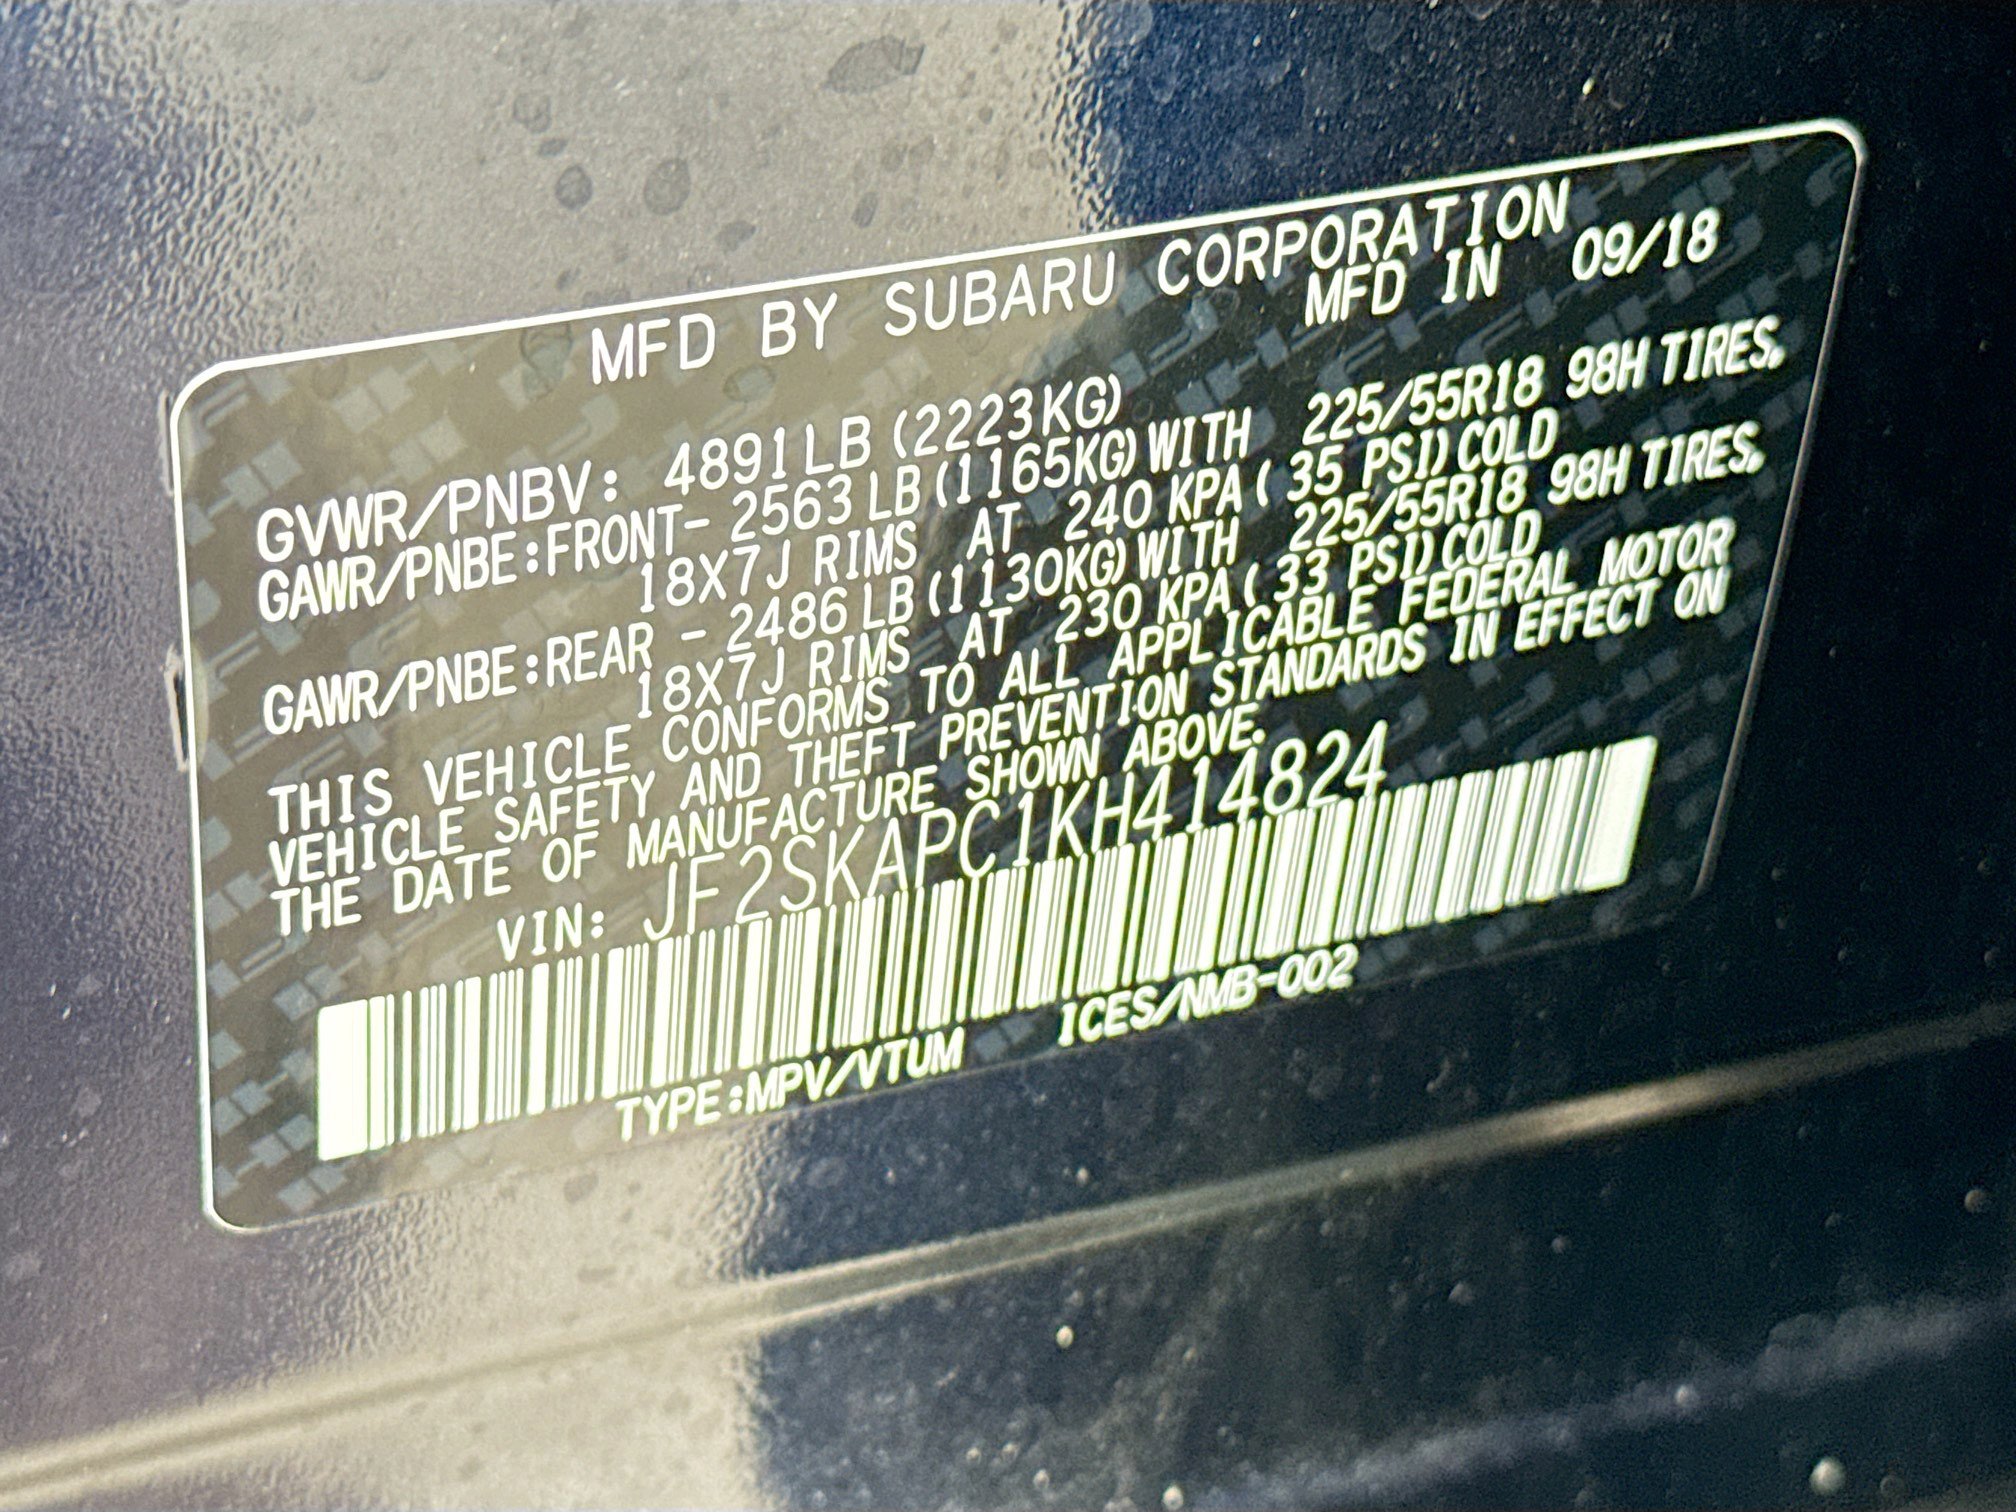 MFD BY SUBARU CORPORATION
MFD IN 09/18
GVWR/PNBV: 4891LB (2223KG)
GAWR/PNBE:FRONT- 2563 LB (1165KG) WITH 225/55R18 98H TIRES,
18X7J RIMS AT 240 KPA ( 35 PSI) COLD
GAWR/PNBE:REAR - 2486 LB (1130KG) WITH 225/55R18 98H TIRES,
18X7J RIMS AT 230 KPA ( 33 PSI) COLD
THIS VEHICLE CONFORMS TO ALL APPLICABLE FEDERAL MOTOR
VEHICLE SAFETY AND THEFT PREVENTION STANDARDS IN EFFECT ON
THE DATE OF MANUFACTURE SHOWN ABOVE.
VIN: JF2SKAPC1KH414824
TYPE:MPV/VTUM ICES/NMB-002